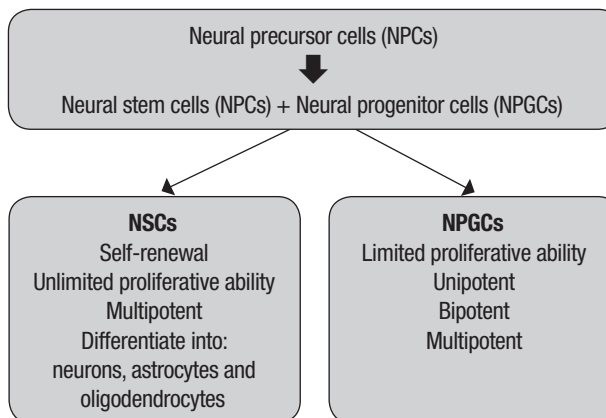 Neural precursor cells (NPCs)
Neural stem cells (NPCs) + Neural progenitor cells (NPGCs)
NSCs
Self-renewal
Unlimited proliferative ability
Multipotent
Differentiate into:
neurons, astrocytes and
oligodendrocytes
NPGCs
Limited proliferative ability
Unipotent
Bipotent
Multipotent